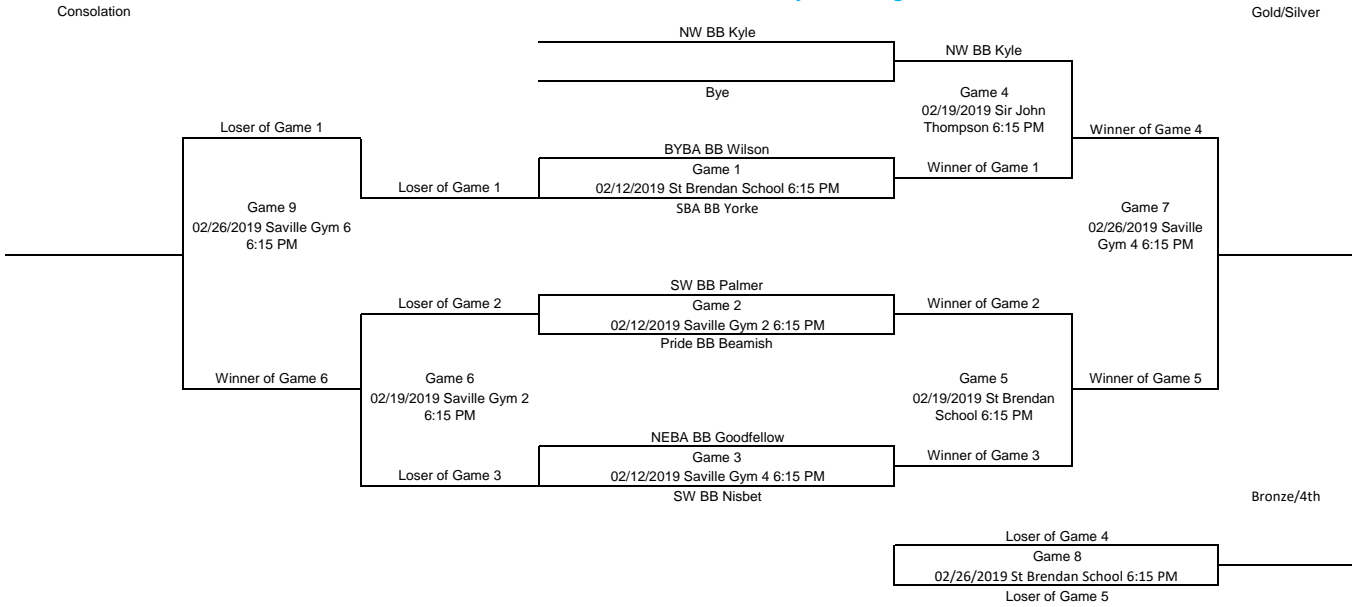 Consolation
Gold/Silver
NW BB Kyle
NW BB Kyle
Bye
Game 4
02/19/2019 Sir John
Thompson 6:15 PM
Loser of Game 1
Winner of Game 4
BYBA BB Wilson
Game 1
Winner of Game 1
Loser of Game 1
02/12/2019 St Brendan School 6:15 PM
SBA BB Yorke
Game 9
02/26/2019 Saville Gym 6
6:15 PM
Game 7
02/26/2019 Saville
Gym 4 6:15 PM
SW BB Palmer
Loser of Game 2
Game 2
Winner of Game 2
02/12/2019 Saville Gym 2 6:15 PM
Pride BB Beamish
Winner of Game 6
Game 6
02/19/2019 Saville Gym 2
6:15 PM
Game 5
02/19/2019 St Brendan
School 6:15 PM
Winner of Game 5
NEBA BB Goodfellow
Game 3
Winner of Game 3
Loser of Game 3
02/12/2019 Saville Gym 4 6:15 PM
SW BB Nisbet
Bronze/4th
Loser of Game 4
Game 8
02/26/2019 St Brendan School 6:15 PM
Loser of Game 5